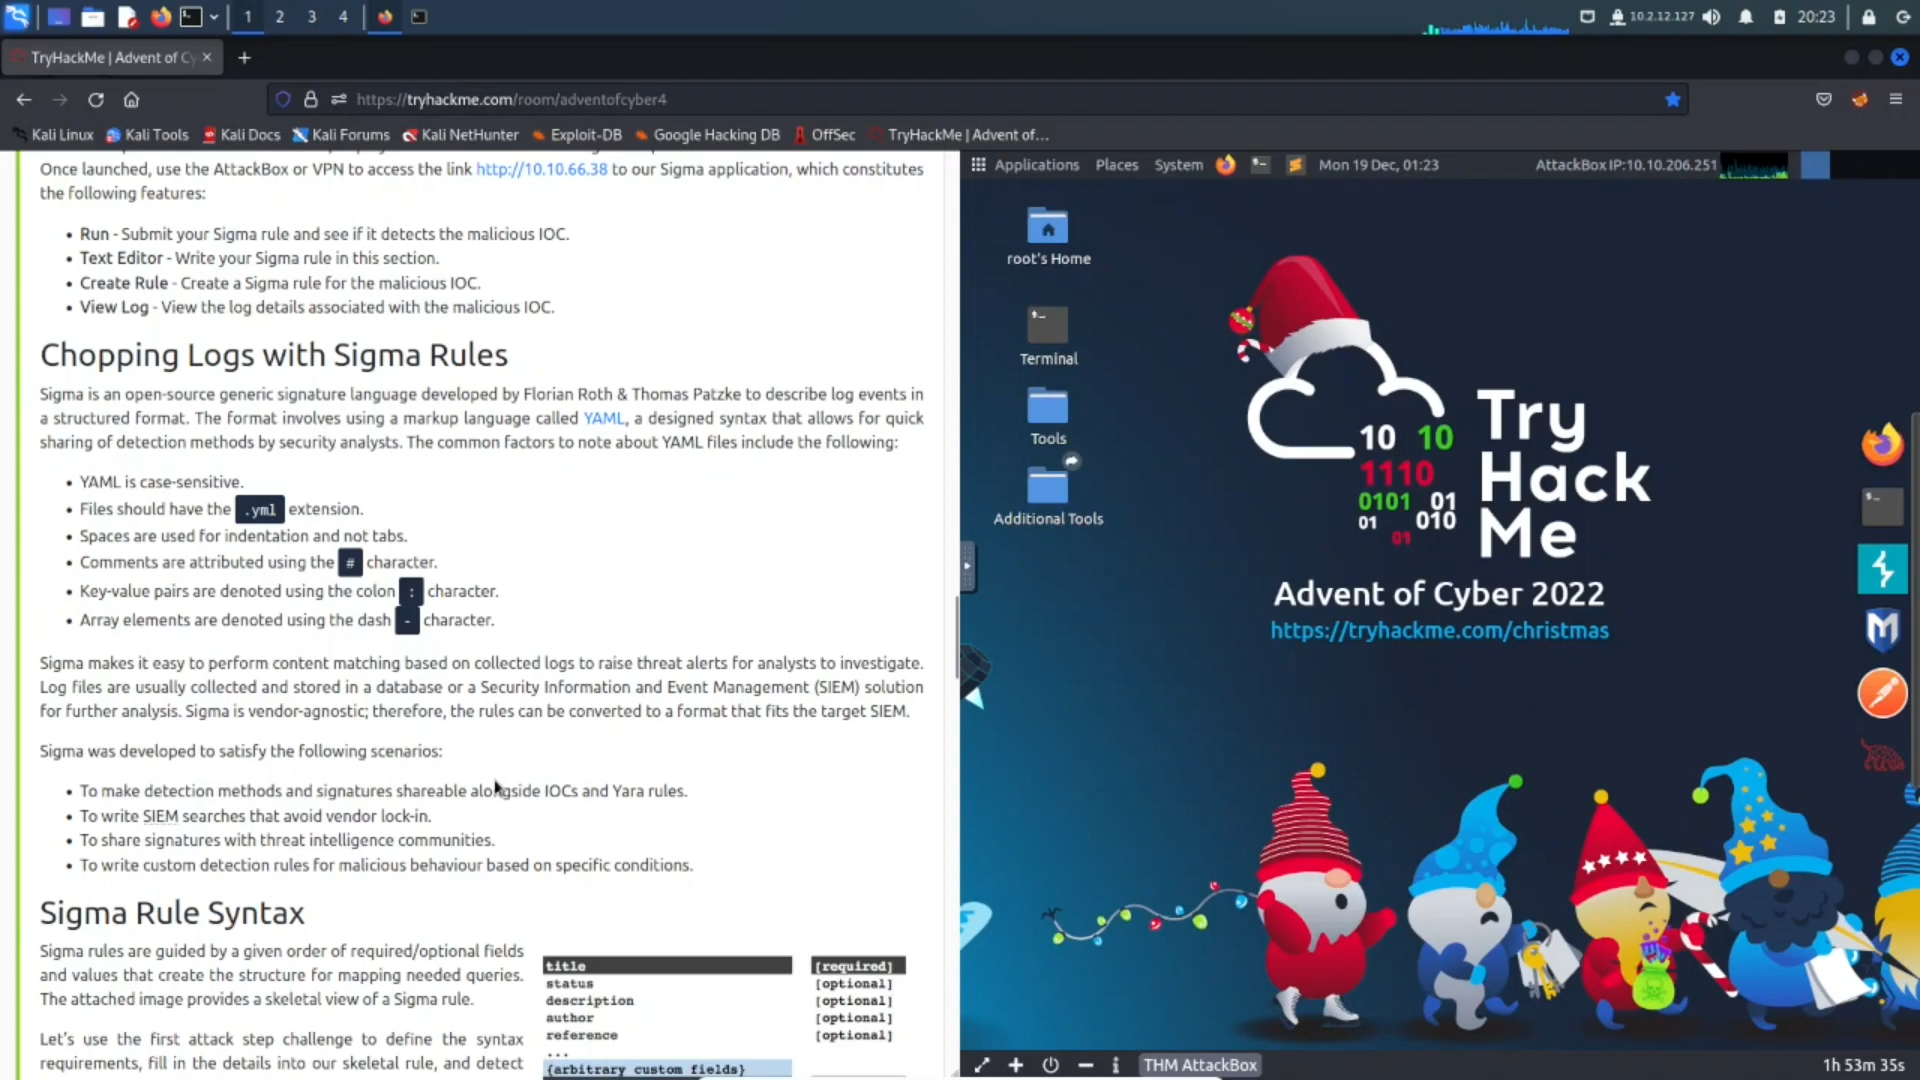 1 2 3 4
10.2.12.127 20:23
TryHackMe | Advent of Cy
https://tryhackme.com/room/adventofcyber4
Kali Linux Kali Tools Kali Docs Kali Forums Kali NetHunter Exploit-DB Google Hacking DB OffSec TryHackMe | Advent of...
Once launched, use the AttackBox or VPN to access the link http://10.10.66.38 to our Sigma application, which constitutes
the following features:
• Run - Submit your Sigma rule and see if it detects the malicious IOC.
• Text Editor - Write your Sigma rule in this section.
• Create Rule - Create a Sigma rule for the malicious IOC.
• View Log - View the log details associated with the malicious IOC.
Chopping Logs with Sigma Rules
Sigma is an open-source generic signature language developed by Florian Roth & Thomas Patzke to describe log events in
a structured format. The format involves using a markup language called YAML, a designed syntax that allows for quick
sharing of detection methods by security analysts. The common factors to note about YAML files include the following:
• YAML is case-sensitive.
• Files should have the .yml extension.
• Spaces are used for indentation and not tabs.
• Comments are attributed using the # character.
• Key-value pairs are denoted using the colon : character.
• Array elements are denoted using the dash - character.
Sigma makes it easy to perform content matching based on collected logs to raise threat alerts for analysts to investigate.
Log files are usually collected and stored in a database or a Security Information and Event Management (SIEM) solution
for further analysis. Sigma is vendor-agnostic; therefore, the rules can be converted to a format that fits the target SIEM.
Sigma was developed to satisfy the following scenarios:
• To make detection methods and signatures shareable alongside IOCs and Yara rules.
• To write SIEM searches that avoid vendor lock-in.
• To share signatures with threat intelligence communities.
• To write custom detection rules for malicious behaviour based on specific conditions.
Sigma Rule Syntax
Sigma rules are guided by a given order of required/optional fields
and values that create the structure for mapping needed queries.
The attached image provides a skeletal view of a Sigma rule.
Let's use the first attack step challenge to define the syntax
requirements, fill in the details into our skeletal rule, and detect
title [required]
status [optional]
description [optional]
author [optional]
reference [optional]
...
{arbitrary custom fields}
Applications Places System Mon 19 Dec, 01:23 AttackBox IP:10.10.206.251
root's Home
Terminal
Tools
Additional Tools
10 10
1110
0101 01
01 010
01
Try
Hack
Me
Advent of Cyber 2022
https://tryhackme.com/christmas
THM AttackBox
1h 53m 35s